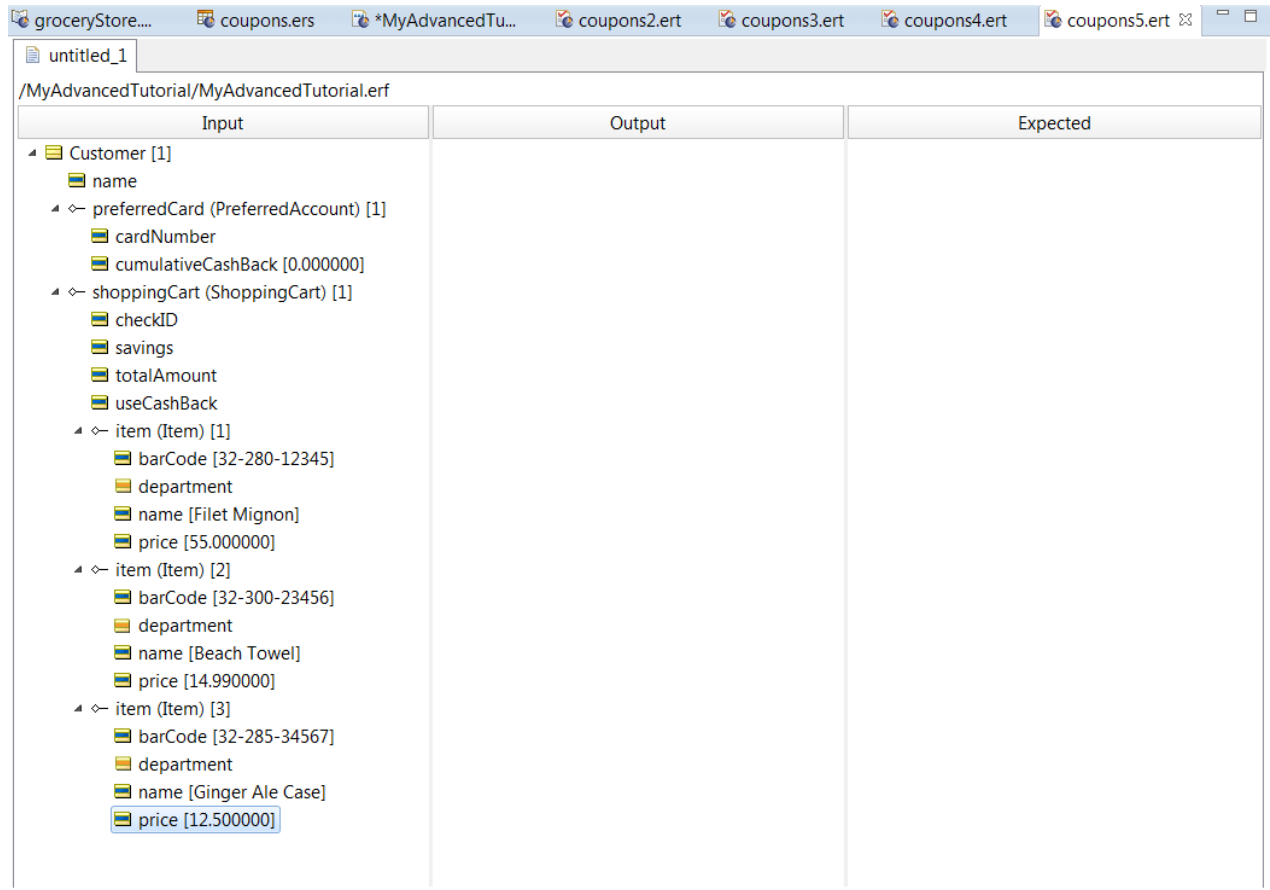 groceryStore.... coupons.ers *MyAdvancedTu... coupons2.ert coupons3.ert coupons4.ert coupons5.ert
untitled_1
/MyAdvancedTutorial/MyAdvancedTutorial.erf
Input Output Expected
Customer [1]
name
preferredCard (PreferredAccount) [1]
cardNumber
cumulativeCashBack [0.000000]
shoppingCart (ShoppingCart) [1]
checkID
savings
totalAmount
useCashBack
item (Item) [1]
barCode [32-280-12345]
department
name [Filet Mignon]
price [55.000000]
item (Item) [2]
barCode [32-300-23456]
department
name [Beach Towel]
price [14.990000]
item (Item) [3]
barCode [32-285-34567]
department
name [Ginger Ale Case]
price [12.500000]